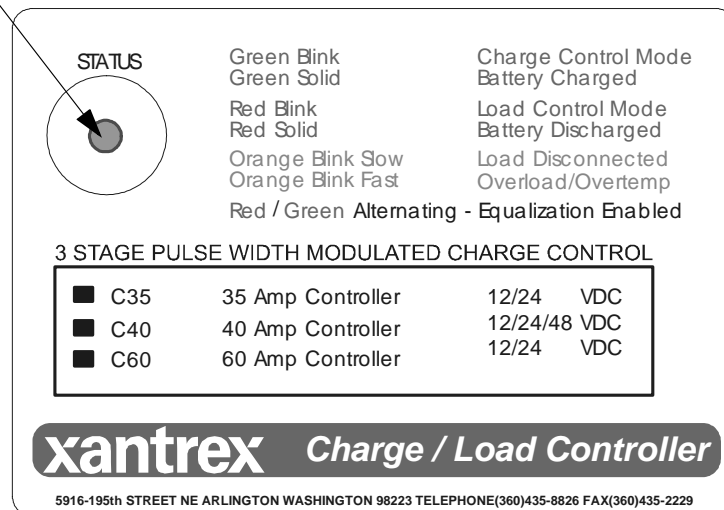 STATUS
Green Blink Charge Control Mode
Green Solid Battery Charged
Red Blink Load Control Mode
Red Solid Battery Discharged
Orange Blink Slow Load Disconnected
Orange Blink Fast Overload/Overtemp
Red / Green Alternating - Equalization Enabled
3 STAGE PULSE WIDTH MODULATED CHARGE CONTROL
C35 35 Amp Controller 12/24 VDC
C40 40 Amp Controller 12/24/48 VDC
C60 60 Amp Controller 12/24 VDC
xantrex Charge / Load Controller
5916-195th STREET NE ARLINGTON WASHINGTON 98223 TELEPHONE(360)435-8826 FAX(360)435-2229